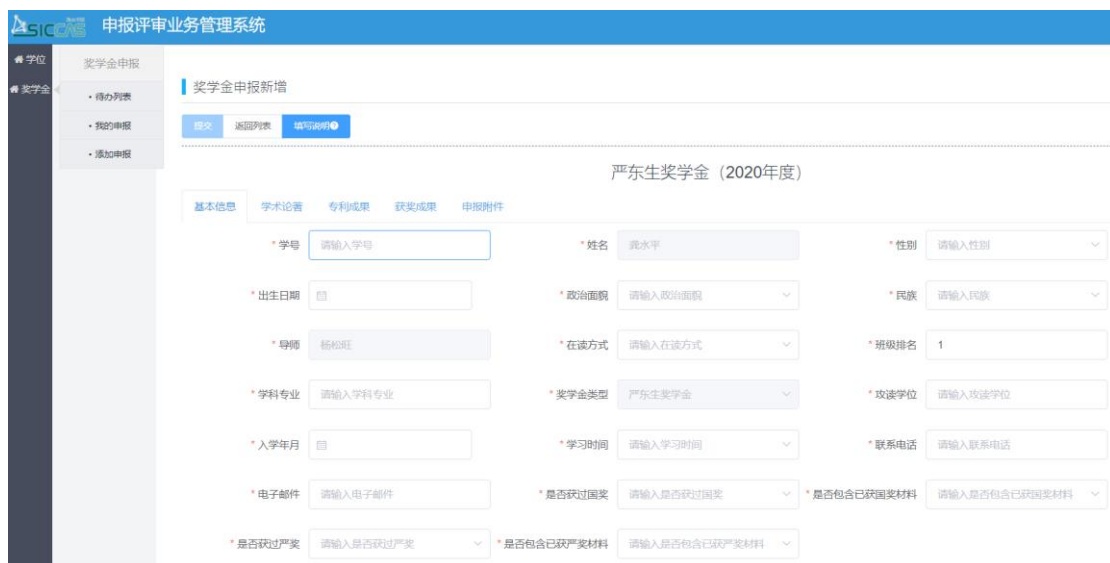 SICCAS 申报评审业务管理系统
学位
奖学金
奖学金申报
• 待办列表
• 我的申报
• 添加申报
奖学金申报新增
提交 返回列表 填写说明
严东生奖学金（2020年度）
基本信息 学术论著 专利成果 获奖成果 申报附件
* 学号 请输入学号 * 姓名 龚水平 * 性别 请输入性别
* 出生日期 * 政治面貌 请输入政治面貌 * 民族 请输入民族
* 导师 杨松旺 * 在读方式 请输入在读方式 * 班级排名 1
* 学科专业 请输入学科专业 * 奖学金类型 严东生奖学金 * 攻读学位 请输入攻读学位
* 入学年月 * 学习时间 请输入学习时间 * 联系电话 请输入联系电话
* 电子邮件 请输入电子邮件 * 是否获过国奖 请输入是否获过国奖 * 是否包含已获国奖材料 请输入是否包含已获国奖材料
* 是否获过严奖 请输入是否获过严奖 * 是否包含已获严奖材料 请输入是否包含已获严奖材料